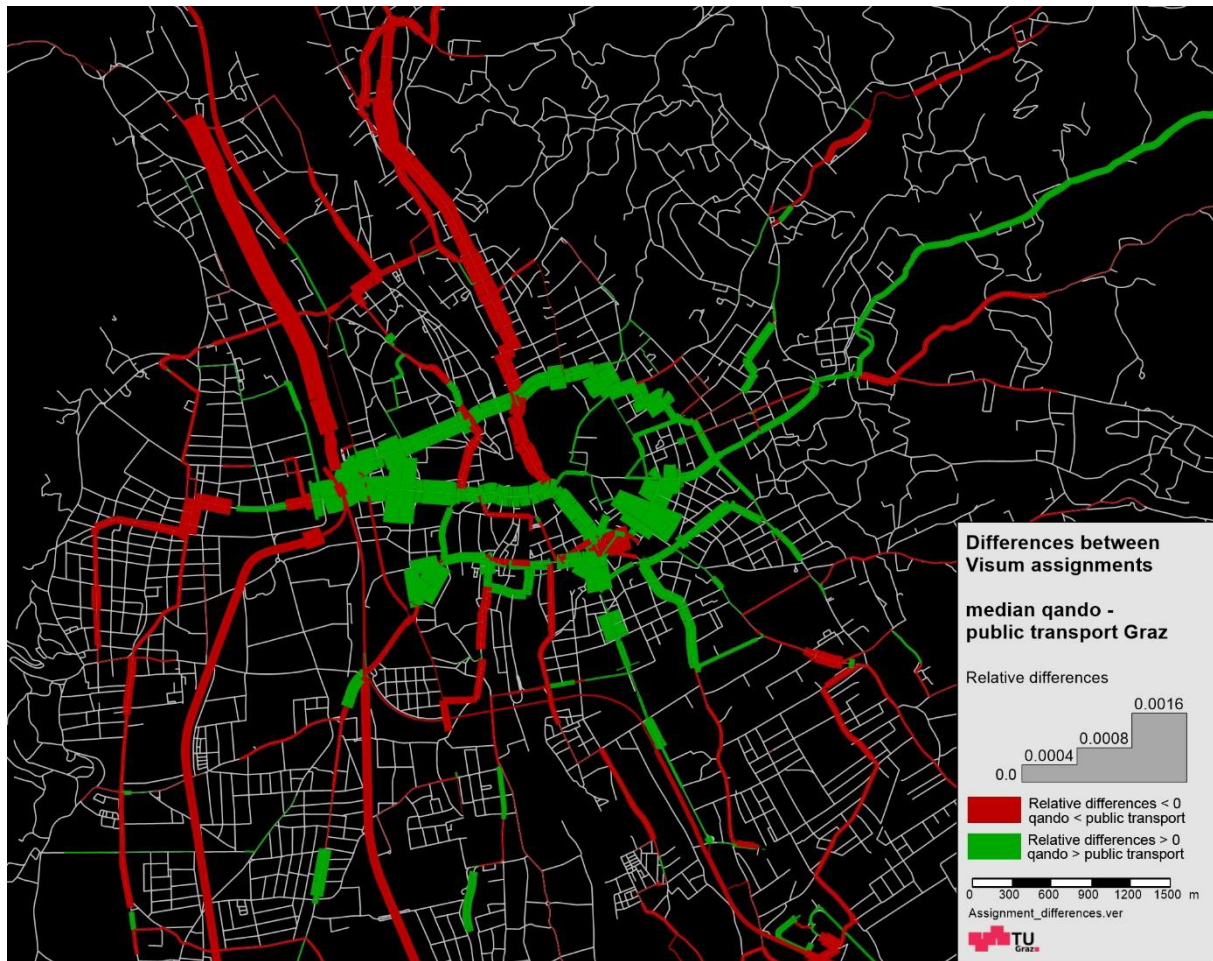 Differences between
Visum assignments
median qando -
public transport Graz
Relative differences
0.0016
0.0008
0.0004
0.0
Relative differences < 0
qando < public transport
Relative differences > 0
qando > public transport
0 300 600 900 1200 1500 m
Assignment_differences.ver
TU
Graz